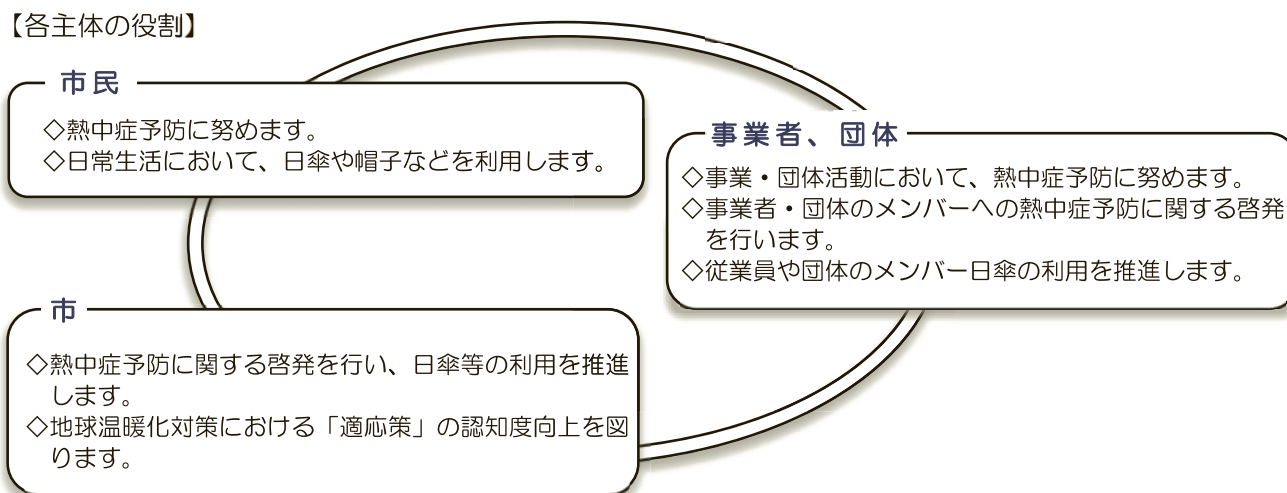 【各主体の役割】
市民
◇熱中症予防に努めます。
◇日常生活において、日傘や帽子などを利用します。
事業者、団体
◇事業・団体活動において、熱中症予防に努めます。
◇事業者・団体のメンバーへの熱中症予防に関する啓発
を行います。
◇従業員や団体のメンバー日傘の利用を推進します。
市
◇熱中症予防に関する啓発を行い、日傘等の利用を推進
します。
◇地球温暖化対策における「適応策」の認知度向上を図
ります。